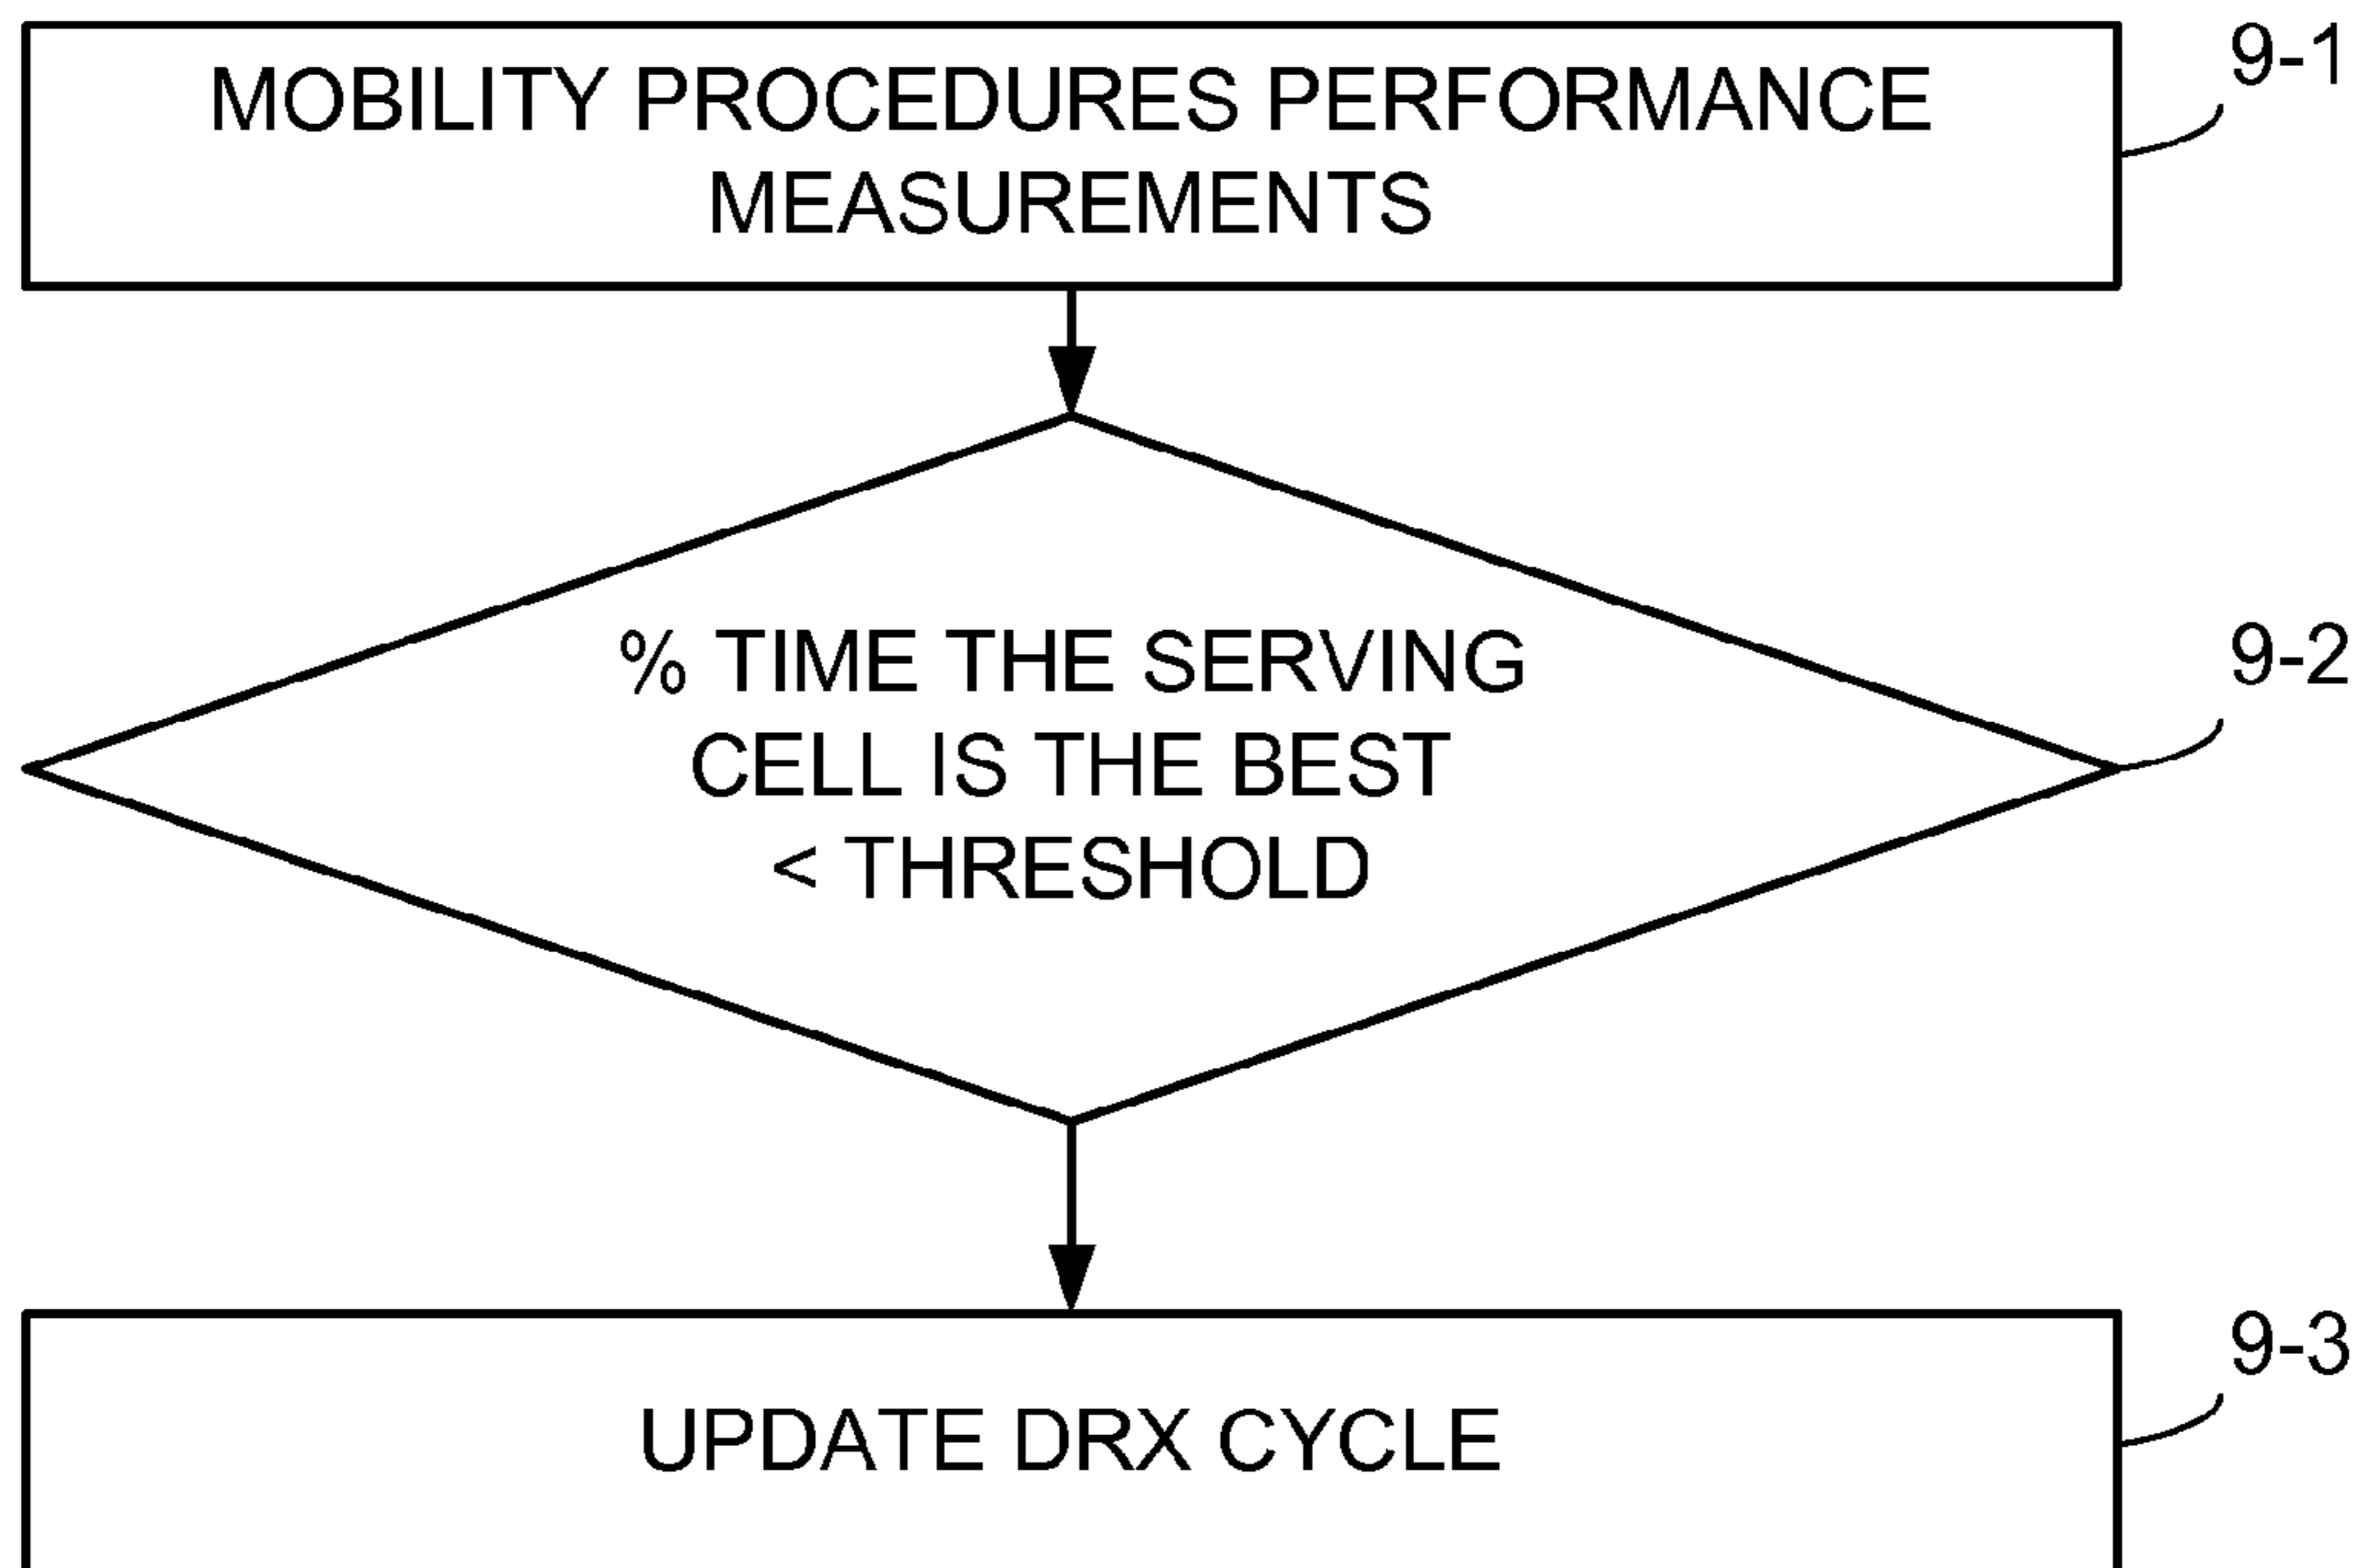 MOBILITY PROCEDURES PERFORMANCE
MEASUREMENTS
9-1
% TIME THE SERVING
CELL IS THE BEST
< THRESHOLD
9-2
UPDATE DRX CYCLE
9-3